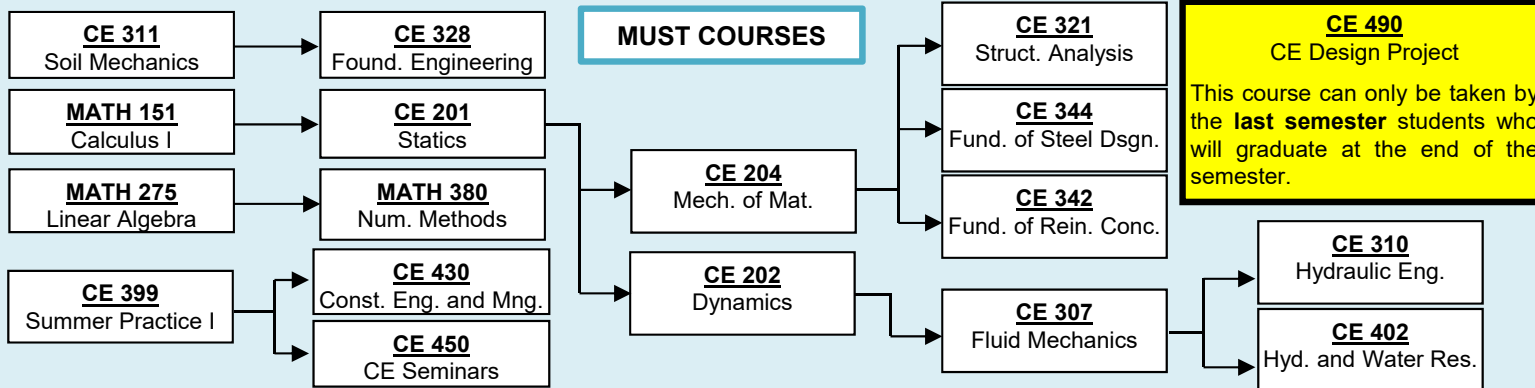 CE 311
Soil Mechanics
CE 328
Found. Engineering
MUST COURSES
CE 321
Struct. Analysis
CE 490
CE Design Project
This course can only be taken by
the last semester students who
will graduate at the end of the
semester.
MATH 151
Calculus I
CE 201
Statics
CE 344
Fund. of Steel Dsgn.
MATH 275
Linear Algebra
MATH 380
Num. Methods
CE 204
Mech. of Mat.
CE 342
Fund. of Rein. Conc.
CE 399
Summer Practice I
CE 430
Const. Eng. and Mng.
CE 450
CE Seminars
CE 202
Dynamics
CE 307
Fluid Mechanics
CE 310
Hydraulic Eng.
CE 402
Hyd. and Water Res.